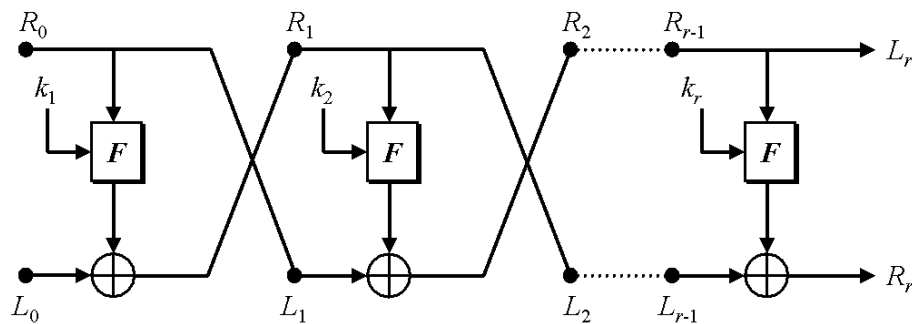 R₀ R₁ R₂ Rᵣ₋₁ Lᵣ
k₁ k₂ kᵣ
F F F
L₀ L₁ L₂ Lᵣ₋₁ Rᵣ